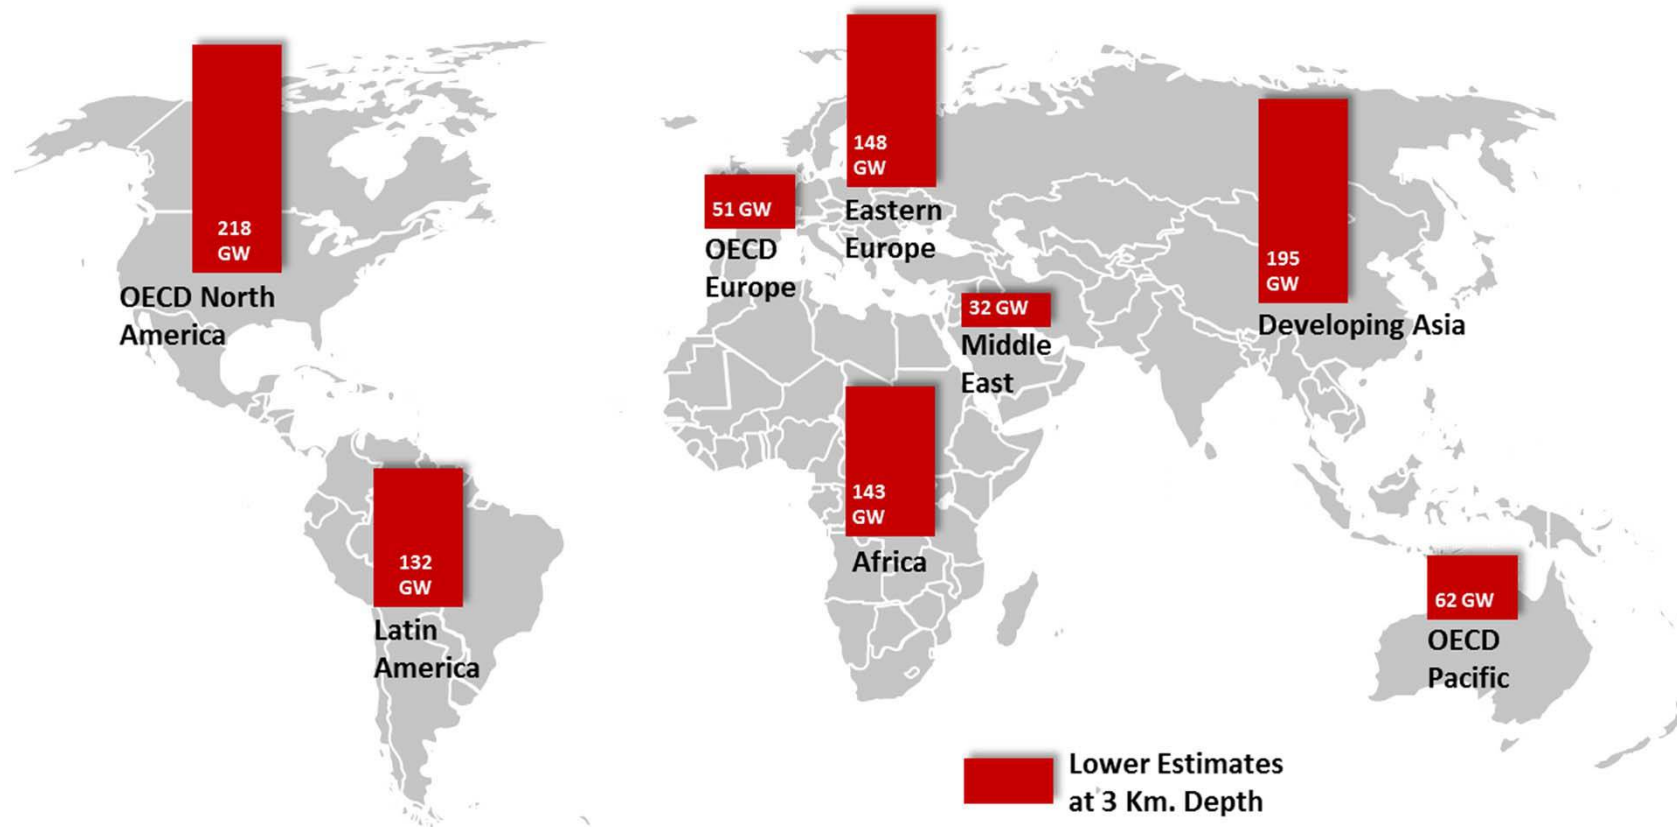 218
GW
OECD North
America
132
GW
Latin
America
51 GW
OECD
Europe
148
GW
Eastern
Europe
32 GW
Middle
East
143
GW
Africa
195
GW
Developing Asia
62 GW
OECD
Pacific
Lower Estimates
at 3 Km. Depth